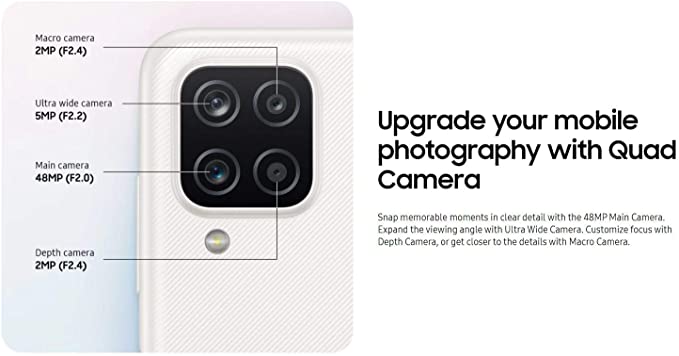 Macro camera
2MP (F2.4)
Ultra wide camera
5MP (F2.2)
Main camera
48MP (F2.0)
Depth camera
2MP (F2.4)
Upgrade your mobile
photography with Quad
Camera
Snap memorable moments in clear detail with the 48MP Main Camera.
Expand the viewing angle with Ultra Wide Camera. Customize focus with
Depth Camera, or get closer to the details with Macro Camera.